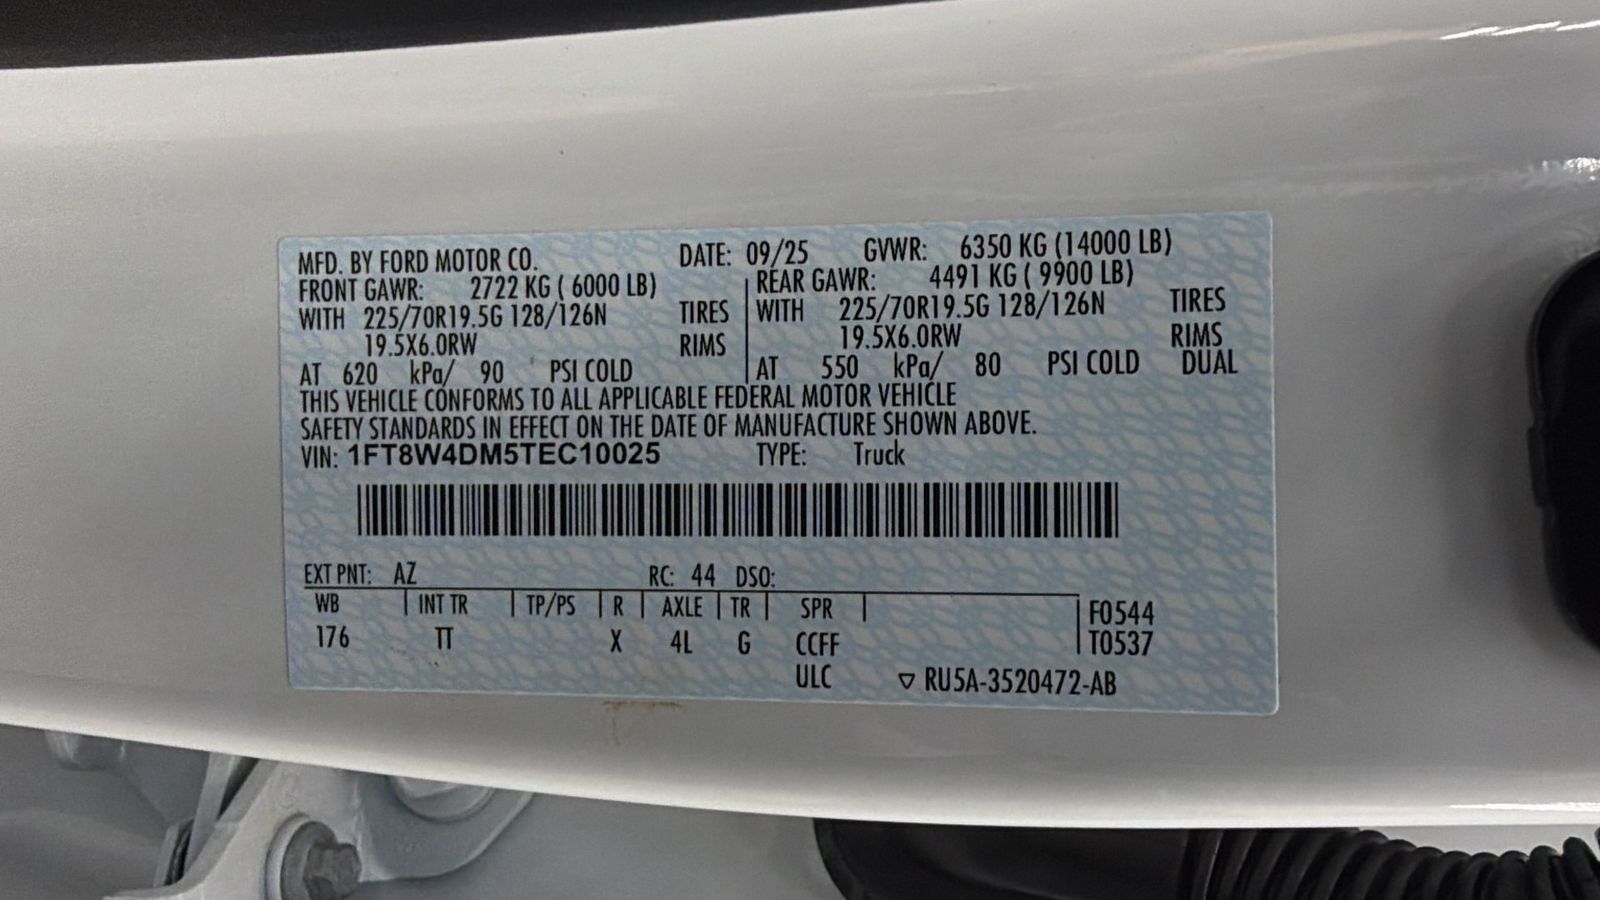 MFD. BY FORD MOTOR CO. DATE: 09/25 GVWR: 6350 KG (14000 LB)
FRONT GAWR: 2722 KG ( 6000 LB) REAR GAWR: 4491 KG ( 9900 LB)
WITH 225/70R19.5G 128/126N TIRES WITH 225/70R19.5G 128/126N TIRES
19.5X6.0RW RIMS 19.5X6.0RW RIMS
AT 620 kPa/ 90 PSI COLD AT 550 kPa/ 80 PSI COLD DUAL
THIS VEHICLE CONFORMS TO ALL APPLICABLE FEDERAL MOTOR VEHICLE
SAFETY STANDARDS IN EFFECT ON THE DATE OF MANUFACTURE SHOWN ABOVE.
VIN: 1FT8W4DM5TEC10025 TYPE: Truck
EXT PNT: AZ RC: 44 DSO:
WB INT TR TP/PS R AXLE TR SPR F0544
176 TT X 4L G CCFF T0537
ULC ▽ RU5A-3520472-AB